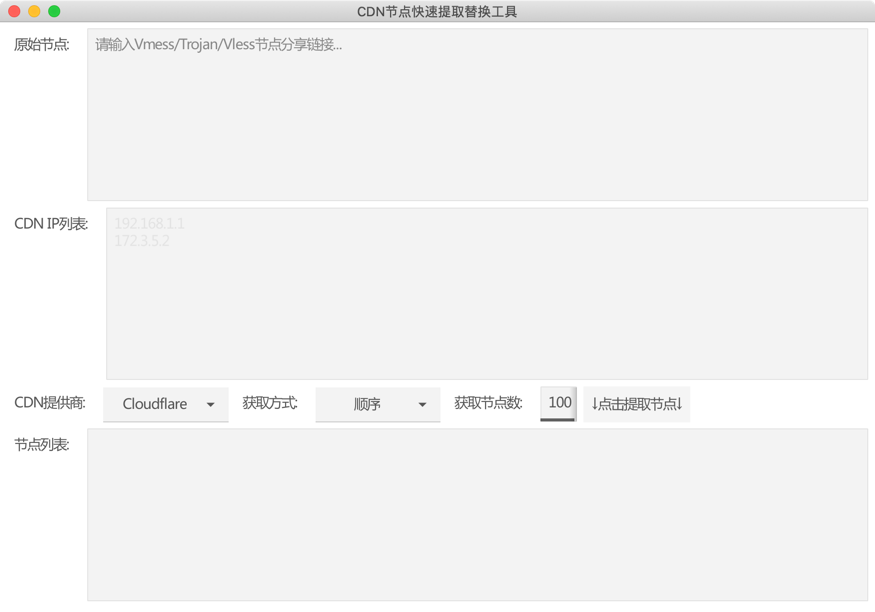 CDN节点快速提取替换工具
原始节点:
请输入Vmess/Trojan/Vless节点分享链接...
CDN IP列表:
192.168.1.1
172.3.5.2
CDN提供商: Cloudflare 获取方式: 顺序 获取节点数: 100 ↓点击提取节点↓
节点列表: